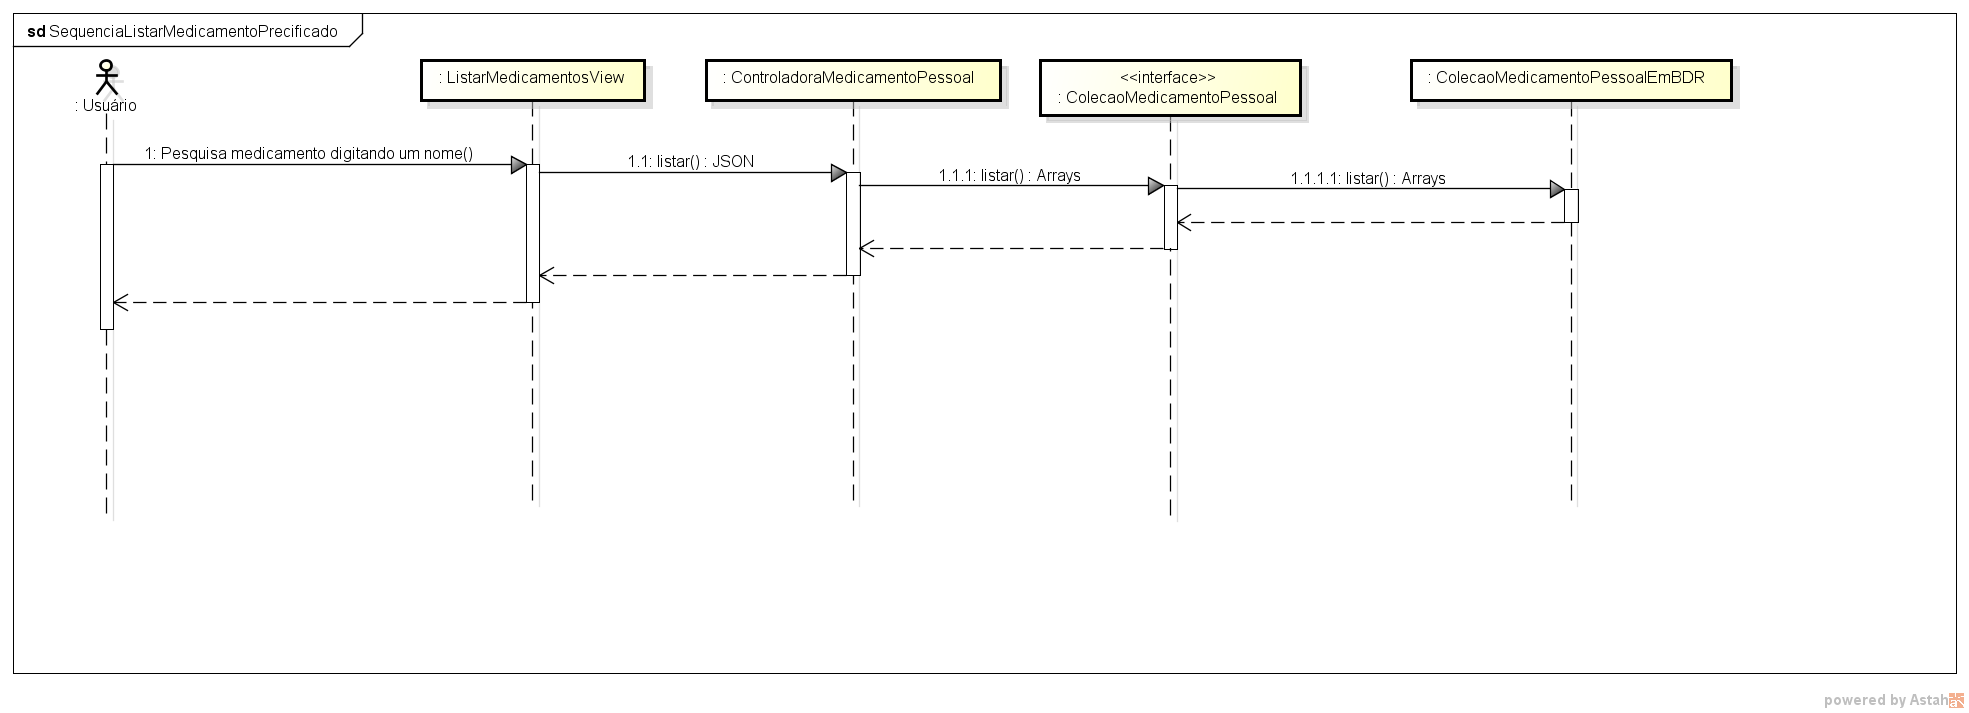 sd SequenciaListarMedicamentoPrecificado
: Usuário
: ListarMedicamentosView
: ControladoraMedicamentoPessoal
<<interface>>
: ColecaoMedicamentoPessoal
: ColecaoMedicamentoPessoalEmBDR
1: Pesquisa medicamento digitando um nome()
1.1: listar() : JSON
1.1.1: listar() : Arrays
1.1.1.1: listar() : Arrays
powered by Astah